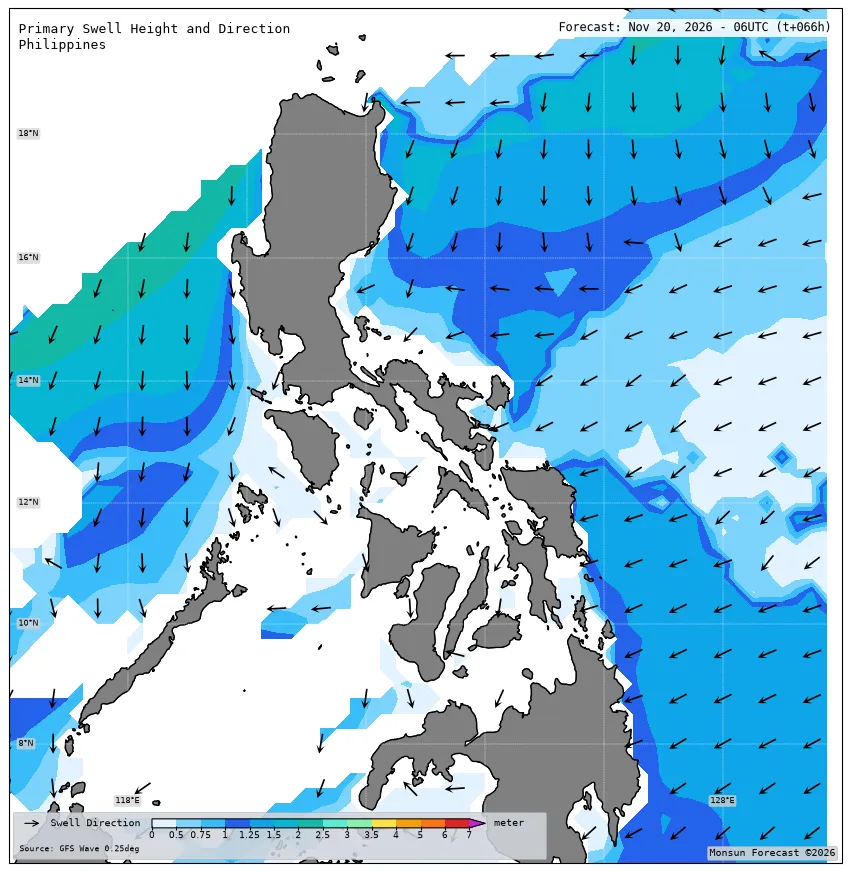 Primary Swell Height and Direction
Philippines
Forecast: Nov 20, 2026 - 06UTC (t+066h)
18°N
16°N
14°N
12°N
10°N
8°N
118°E
128°E
Swell Direction
meter
0 0.5 0.75 1 1.25 1.5 2 2.5 3 3.5 4 5 6 7
Source: GFS Wave 0.25deg
Monsun Forecast ©2026